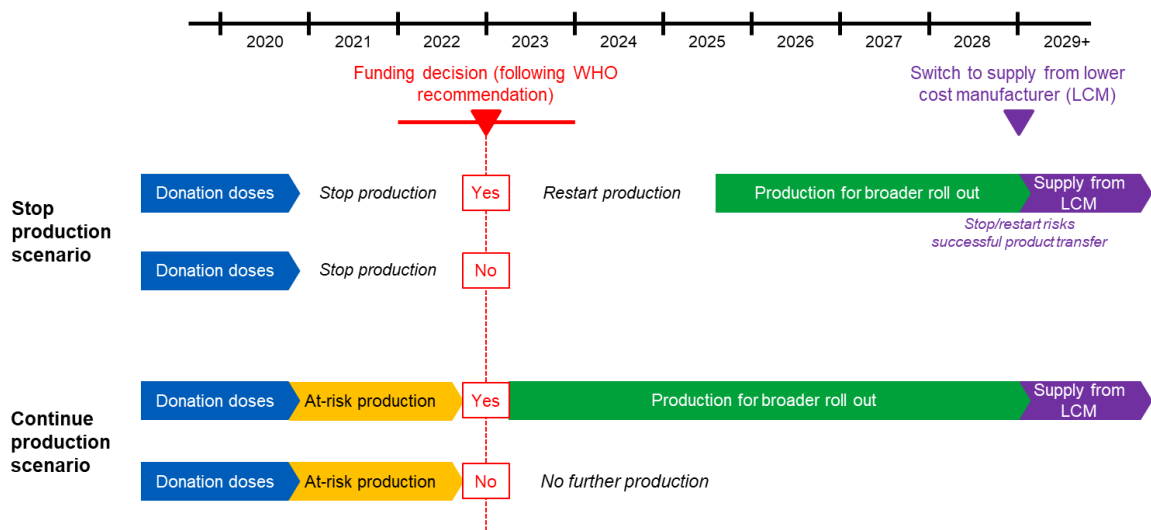 2020 2021 2022 2023 2024 2025 2026 2027 2028 2029+
Funding decision (following WHO
recommendation)
Switch to supply from lower
cost manufacturer (LCM)
Stop
production
scenario
Donation doses
Stop production
Yes
Restart production
Production for broader roll out
Supply from
LCM
Stop/restart risks
successful product transfer
Donation doses
Stop production
No
Continue
production
scenario
Donation doses
At-risk production
Yes
Production for broader roll out
Supply from
LCM
Donation doses
At-risk production
No
No further production